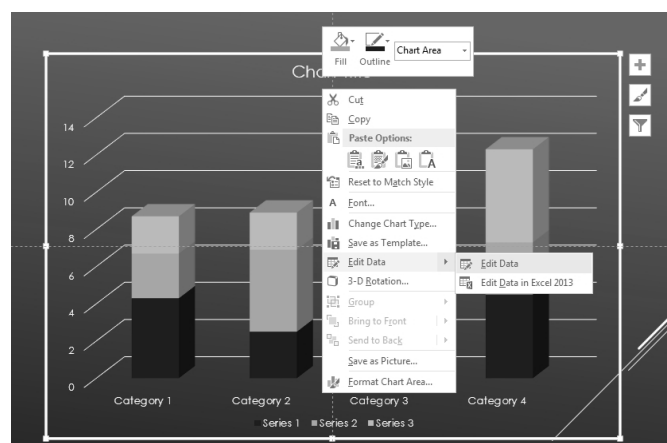 Fill
Outline
Chart Area
Cut
Copy
Paste Options:
Reset to Match Style
Font...
Change Chart Type...
Save as Template...
Edit Data
3-D Rotation...
Group
Bring to Front
Send to Back
Save as Picture...
Format Chart Area...
Edit Data
Edit Data in Excel 2013
14
12
10
8
6
4
2
0
Category 1
Category 2
Category 3
Category 4
Series 1
Series 2
Series 3